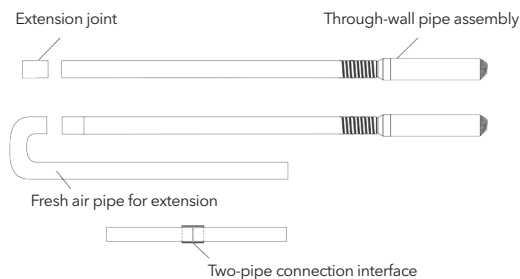 Extension joint
Through-wall pipe assembly
Fresh air pipe for extension
Two-pipe connection interface